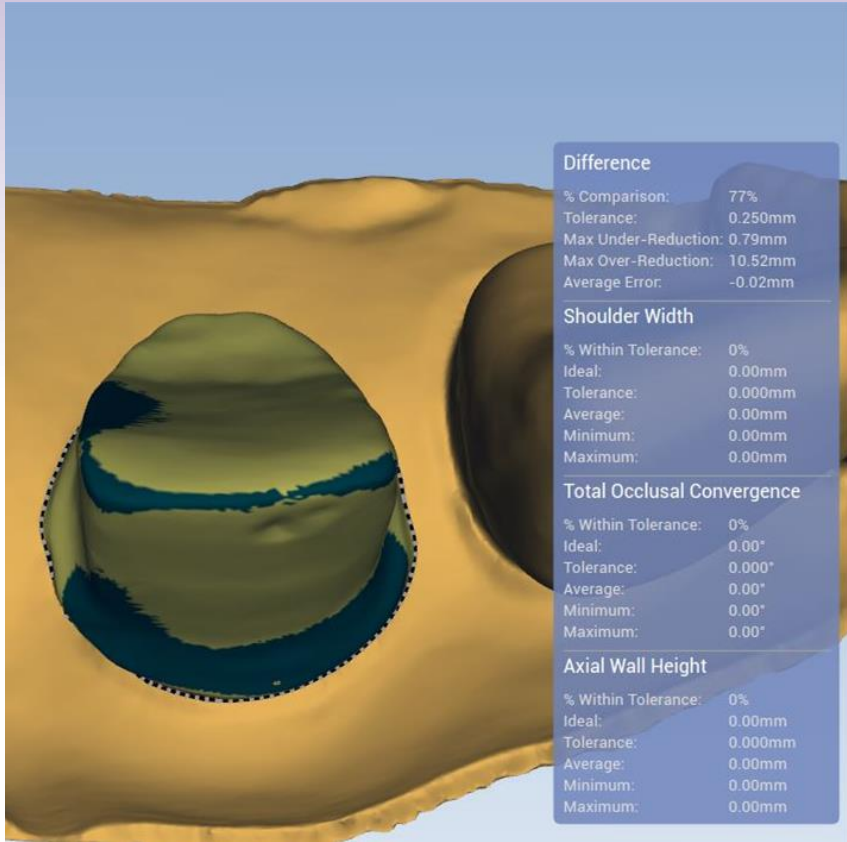 Difference
% Comparison: 77%
Tolerance: 0.250mm
Max Under-Reduction: 0.79mm
Max Over-Reduction: 10.52mm
Average Error: -0.02mm
Shoulder Width
% Within Tolerance: 0%
Ideal: 0.00mm
Tolerance: 0.000mm
Average: 0.00mm
Minimum: 0.00mm
Maximum: 0.00mm
Total Occlusal Convergence
% Within Tolerance: 0%
Ideal: 0.00°
Tolerance: 0.000°
Average: 0.00°
Minimum: 0.00°
Maximum: 0.00°
Axial Wall Height
% Within Tolerance: 0%
Ideal: 0.00mm
Tolerance: 0.000mm
Average: 0.00mm
Minimum: 0.00mm
Maximum: 0.00mm